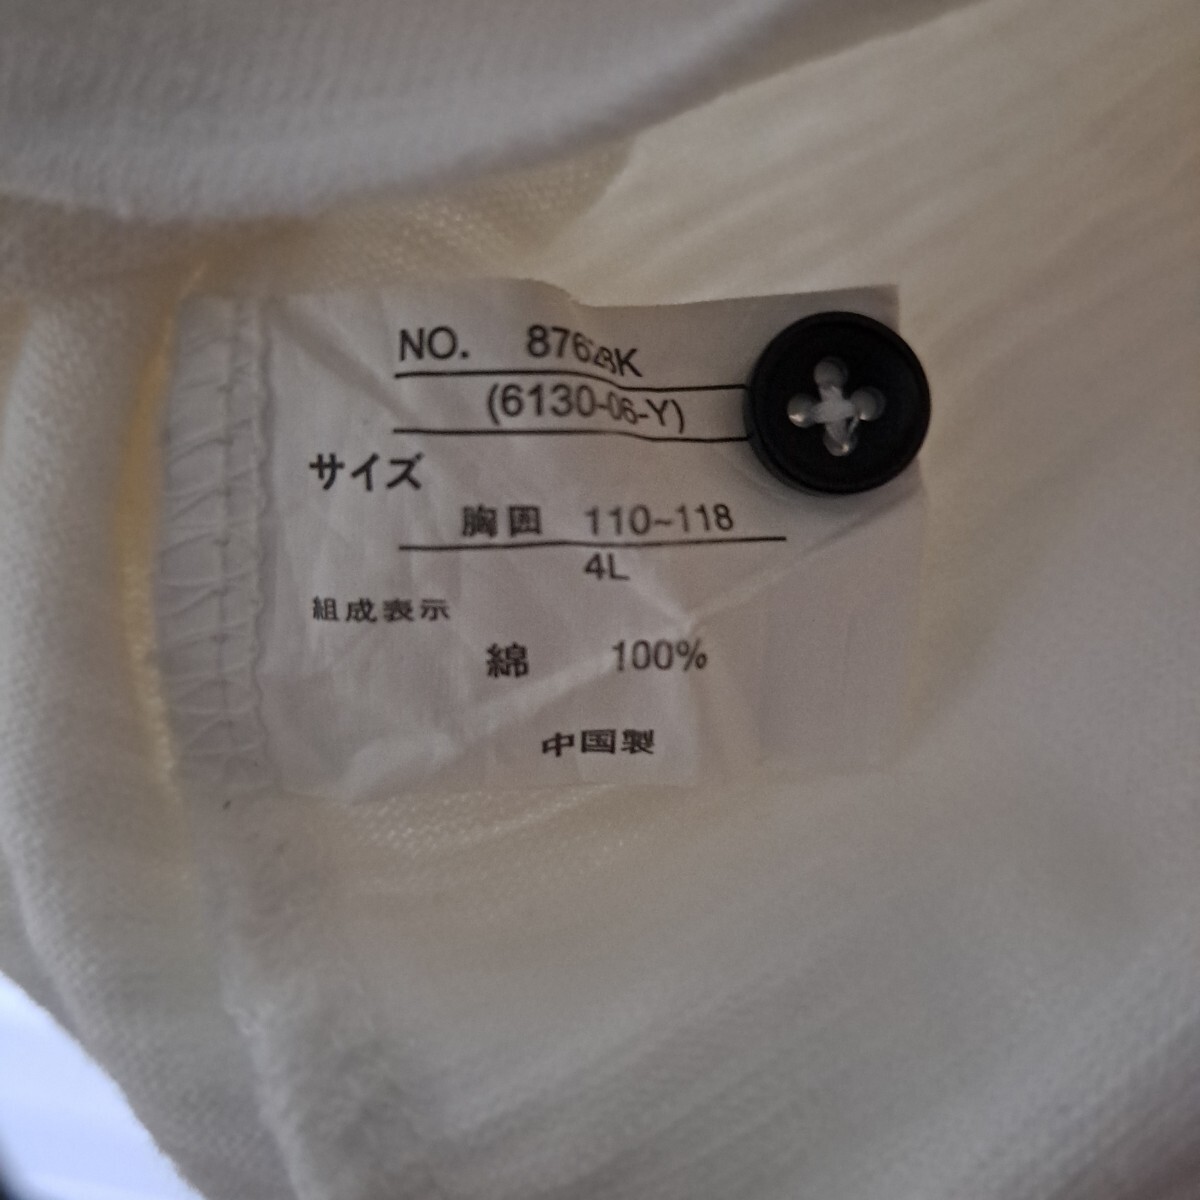 NO.
(6130-06-Y)
サイズ
胸囲 110~118
4L
組成表示
綿 100%
中国製